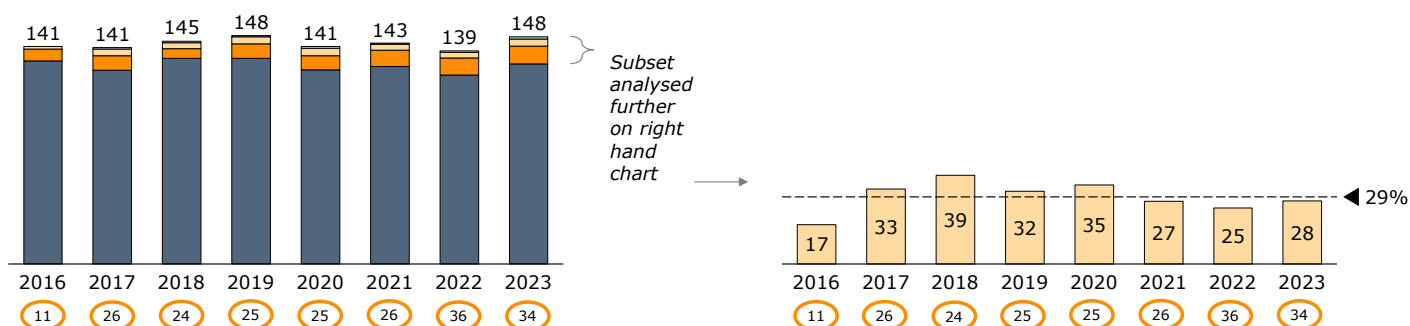 141 141 145 148 141 143 139 148
Subset
analysed
further
on right
hand
chart
2016 2017 2018 2019 2020 2021 2022 2023
11 26 24 25 25 26 36 34
29%
17 33 39 32 35 27 25 28
2016 2017 2018 2019 2020 2021 2022 2023
11 26 24 25 25 26 36 34